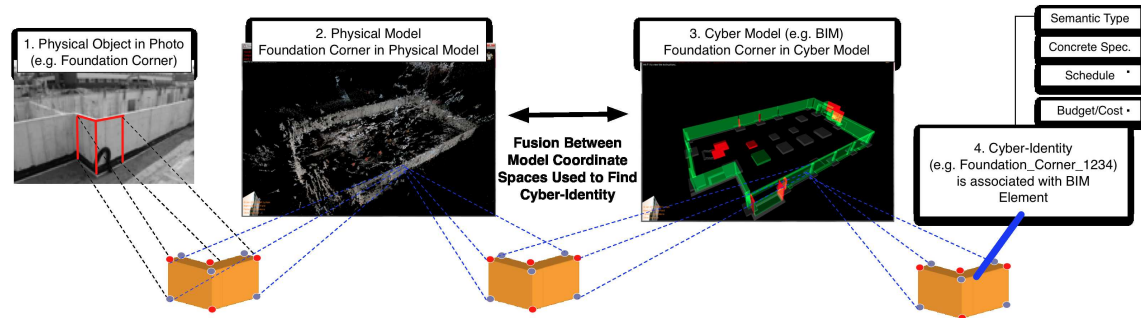 1. Physical Object in Photo
(e.g. Foundation Corner)
2. Physical Model
Foundation Corner in Physical Model
Fusion Between
Model Coordinate
Spaces Used to Find
Cyber-Identity
3. Cyber Model (e.g. BIM)
Foundation Corner in Cyber Model
Semantic Type
Concrete Spec.
Schedule
Budget/Cost
4. Cyber-Identity
(e.g. Foundation_Corner_1234)
is associated with BIM
Element